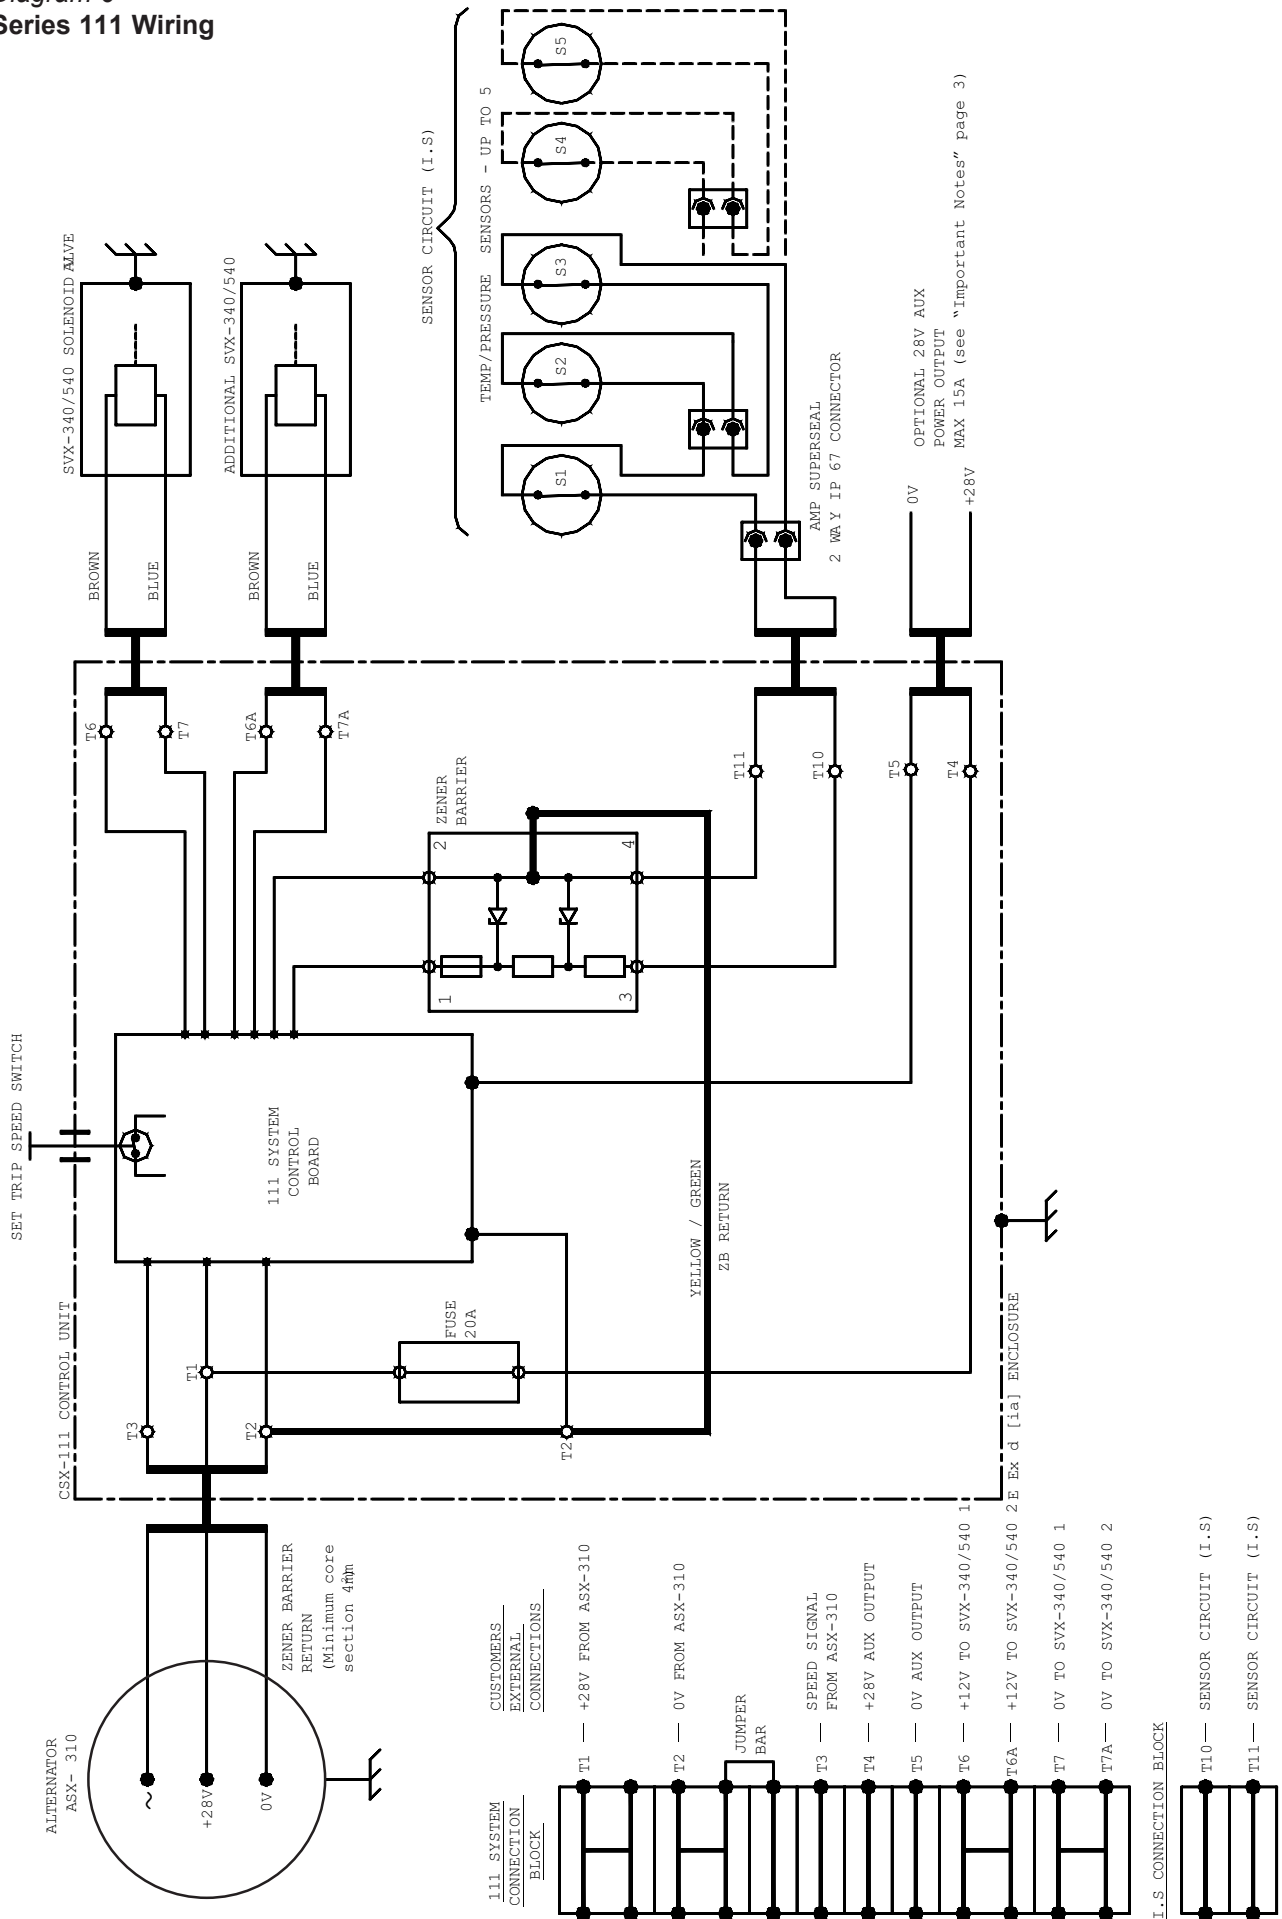 Series 111 Wiring
SET TRIP SPEED SWITCH
CSX-111 CONTROL UNIT
ALTERNATOR
ASX- 310
~
+28V
0V
ZENER BARRIER
RETURN
(Minimum core
T3
T1
T2
T2
FUSE
20A
111 SYSTEM
CONTROL
BOARD
YELLOW / GREEN
ZB RETURN
ZENER
BARRIER
1
2
3
4
T6
T7
T6A
T7A
T11
T10
T5
T4
BROWN
BLUE
BROWN
BLUE
SVX-340/540 SOLENOID
ADDITIONAL SVX-340/540
SENSOR CIRCUIT (I.S)
TEMP/PRESSURE SENSORS - UP TO 5
S1
S2
S3
S4
S5
AMP SUPERSEAL
2 WAY IP 67 CONNECTOR
0V
+28V
OPTIONAL 28V AUX
POWER OUTPUT
MAX 15A (see "Important Notes" page 3)
E Ex d [ia] ENCLOSURE
111 SYSTEM
CONNECTION
BLOCK
CUSTOMERS
EXTERNAL
CONNECTIONS
T1 — +28V FROM ASX-310
T2 — 0V FROM ASX-310
JUMPER
BAR
T3 — SPEED SIGNAL
FROM ASX-310
T4 — +28V AUX OUTPUT
T5 — 0V AUX OUTPUT
T6 — +12V TO SVX-340/540 1
T6A— +12V TO SVX-340/540 2
T7 — 0V TO SVX-340/540 1
T7A— 0V TO SVX-340/540 2
I.S CONNECTION BLOCK
T10— SENSOR CIRCUIT (I.S)
T11— SENSOR CIRCUIT (I.S)